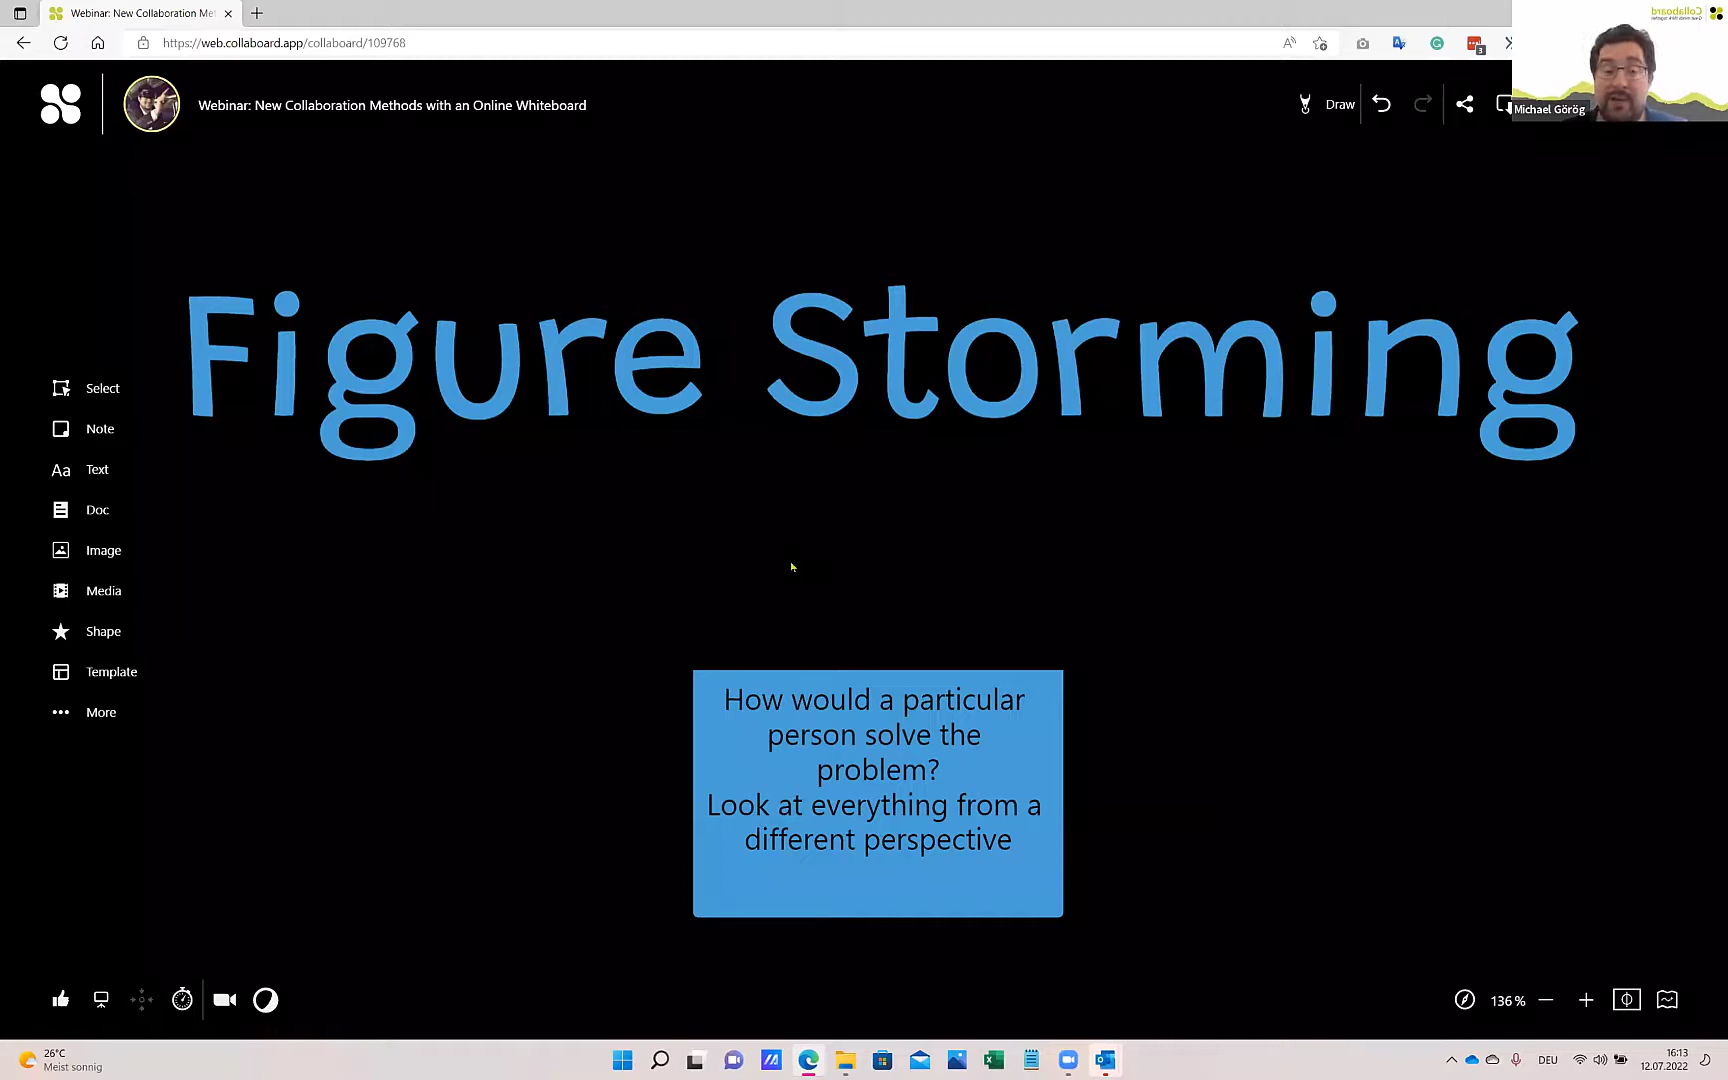 Webinar: New Collaboration Me
https://web.collaboard.app/collaboard/109768
Collaboard
Michael Görög
Webinar: New Collaboration Methods with an Online Whiteboard
Draw
Figure Storming
Select
Note
Aa Text
Doc
Image
Media
Shape
Template
More
How would a particular
person solve the
problem?
Look at everything from a
different perspective
136 %
26°C
Meist sonnig
DEU
16:13
12.07.2022